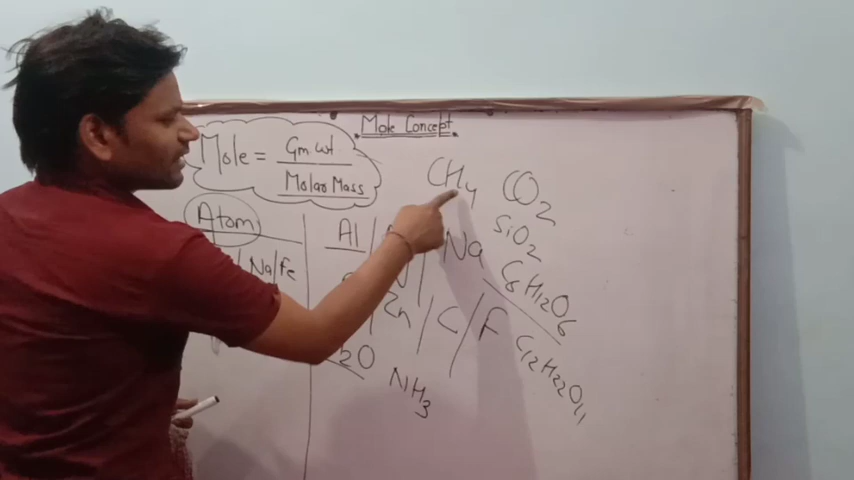 Mole Concept
Mole = Gm. wt
Molar Mass
CH4 CO2
Atom
Al
SiO2
Na
Na/Fe
C6H12O6
Zn / C / F
C12H22O11
2O
NH3